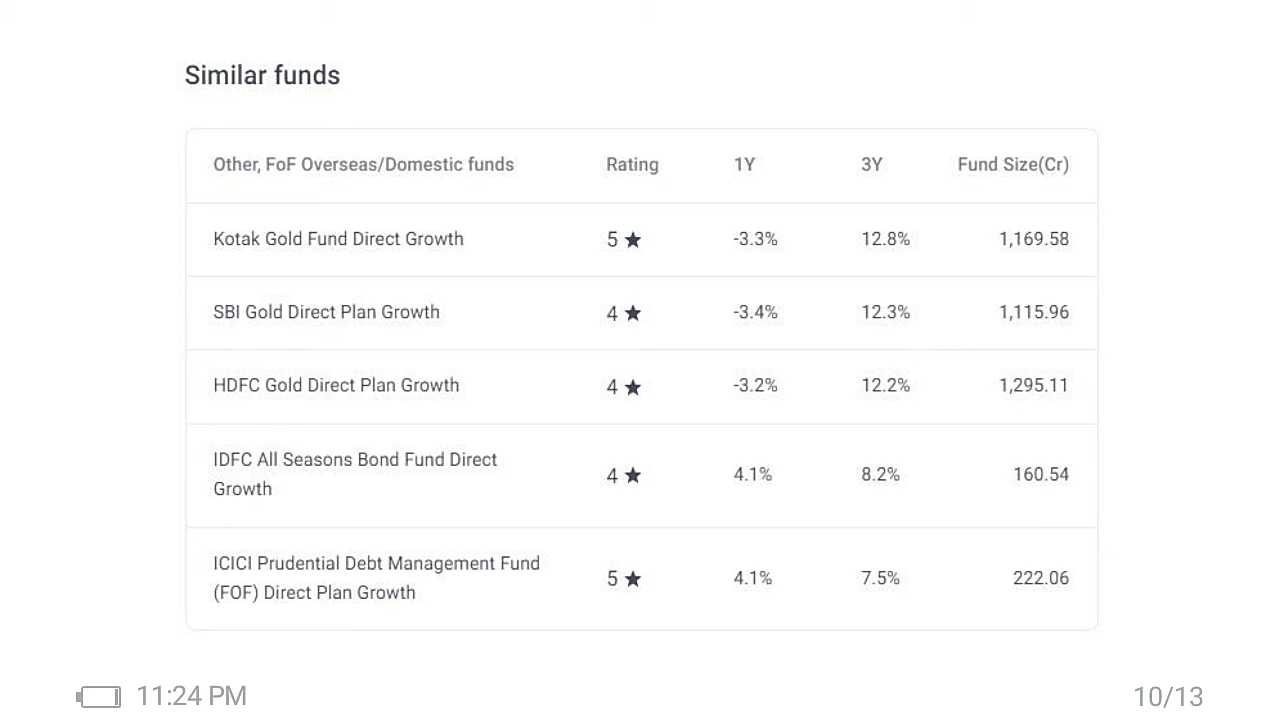 Similar funds
Other, FoF Overseas/Domestic funds Rating 1Y 3Y Fund Size(Cr)
Kotak Gold Fund Direct Growth 5 ★ -3.3% 12.8% 1,169.58
SBI Gold Direct Plan Growth 4 ★ -3.4% 12.3% 1,115.96
HDFC Gold Direct Plan Growth 4 ★ -3.2% 12.2% 1,295.11
IDFC All Seasons Bond Fund Direct
Growth 4 ★ 4.1% 8.2% 160.54
ICICI Prudential Debt Management Fund
(FOF) Direct Plan Growth 5 ★ 4.1% 7.5% 222.06
11:24 PM 10/13